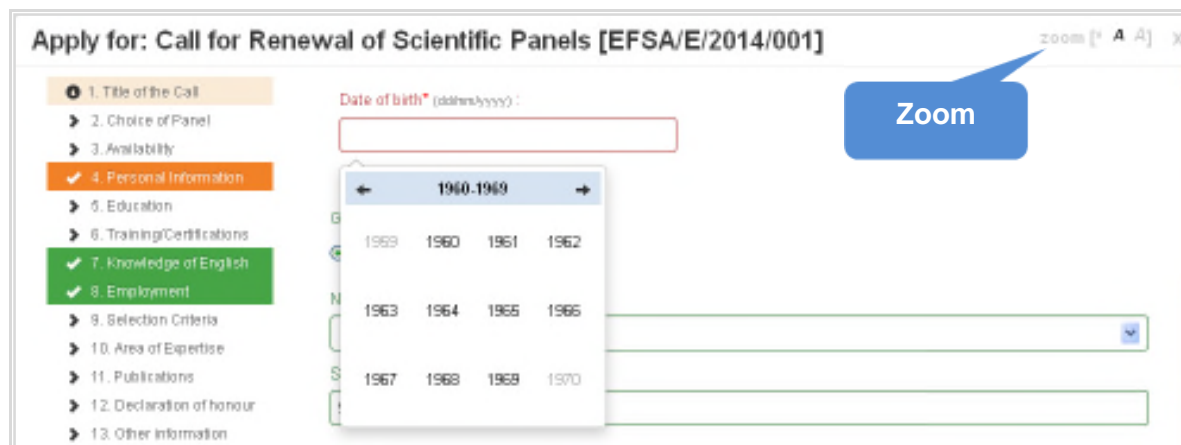 Apply for: Call for Renewal of Scientific Panels [EFSA/E/2014/001]
zoom [* A A] X
Zoom
1. Title of the Call
2. Choice of Panel
3. Availability
4. Personal Information
5. Education
6. Training/Certifications
7. Knowledge of English
8. Employment
9. Selection Criteria
10. Area of Expertise
11. Publications
12. Declaration of honour
13. Other information
Date of birth* (dd/mm/yyyy) :
1960-1969
1959 1960 1961 1962
1963 1964 1965 1966
1967 1968 1969 1970
G
N
S